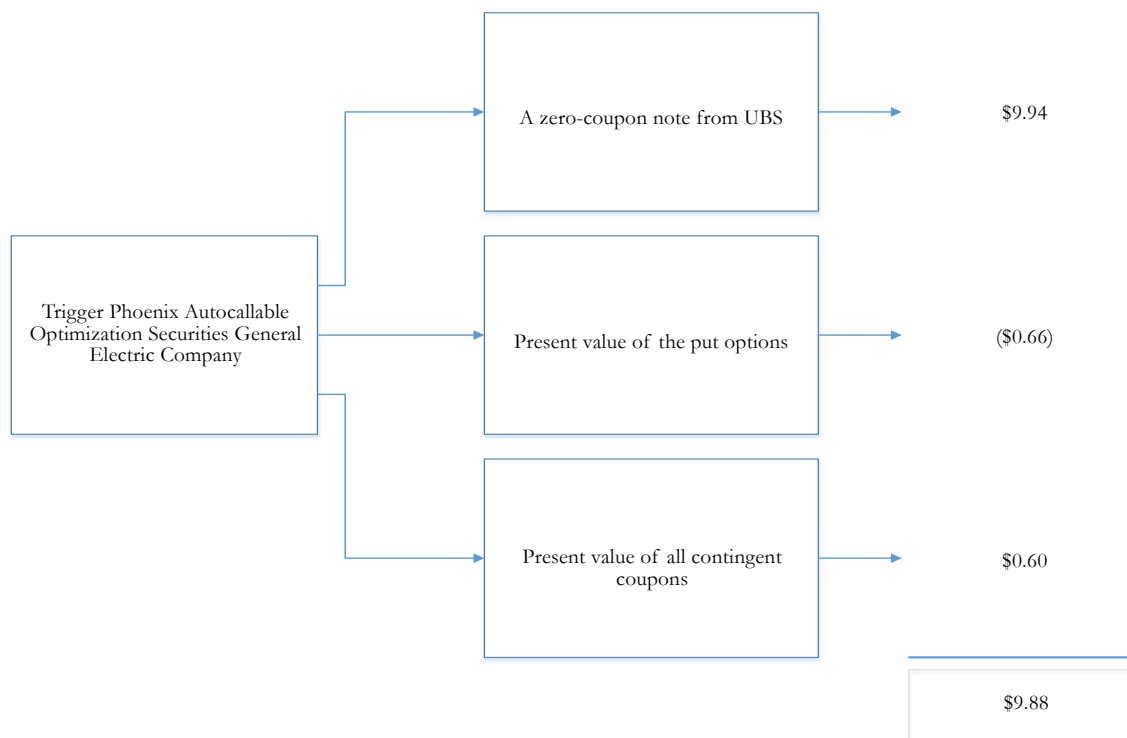 A zero-coupon note from UBS
$9.94
Trigger Phoenix Autocallable
Optimization Securities General
Electric Company
Present value of the put options
($0.66)
Present value of all contingent
coupons
$0.60
$9.88